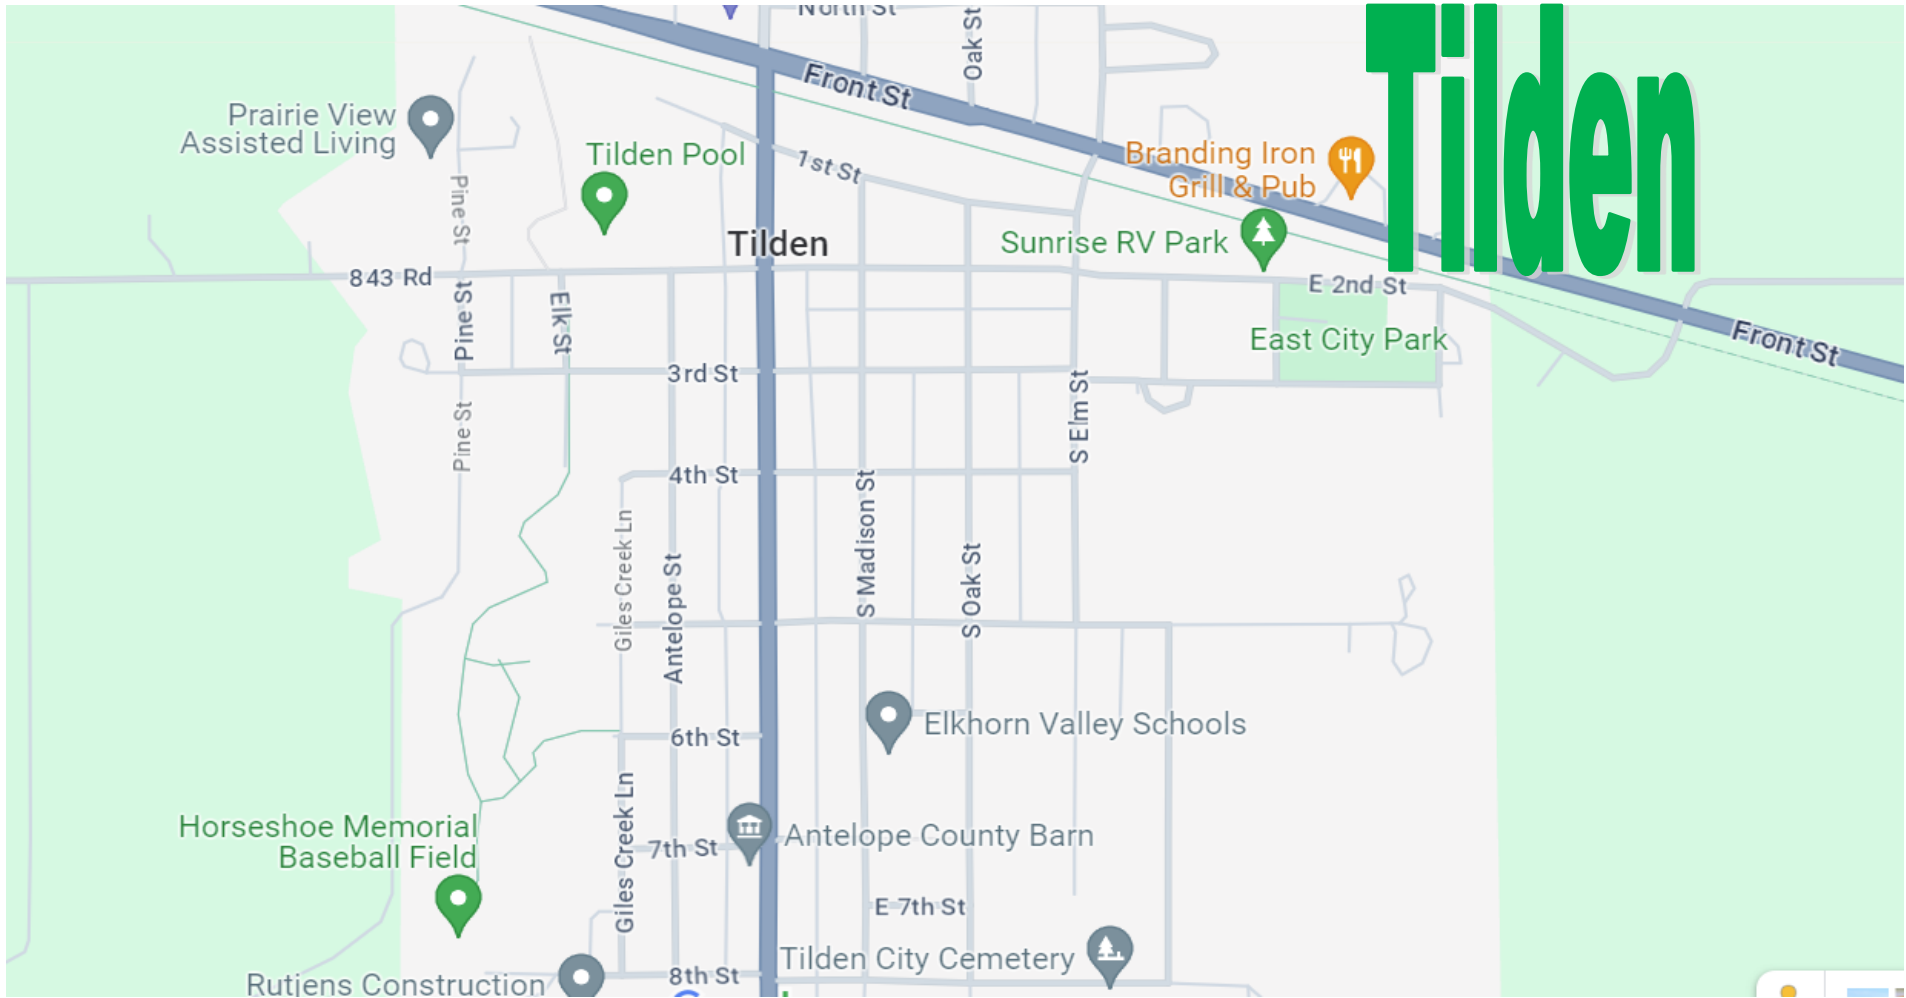 North St
Oak St
Tilden
Front St
Prairie View
Assisted Living
Tilden Pool
1st St
Branding Iron
Grill & Pub
Pine St
Tilden
Sunrise RV Park
843 Rd
E 2nd St
Pine St
Elk St
East City Park
Front St
3rd St
S Elm St
Pine St
4th St
S Madison St
Giles Creek Ln
Antelope St
S Oak St
Elkhorn Valley Schools
6th St
Horseshoe Memorial
Baseball Field
Giles Creek Ln
7th St
Antelope County Barn
E 7th St
Tilden City Cemetery
Rutjens Construction
8th St